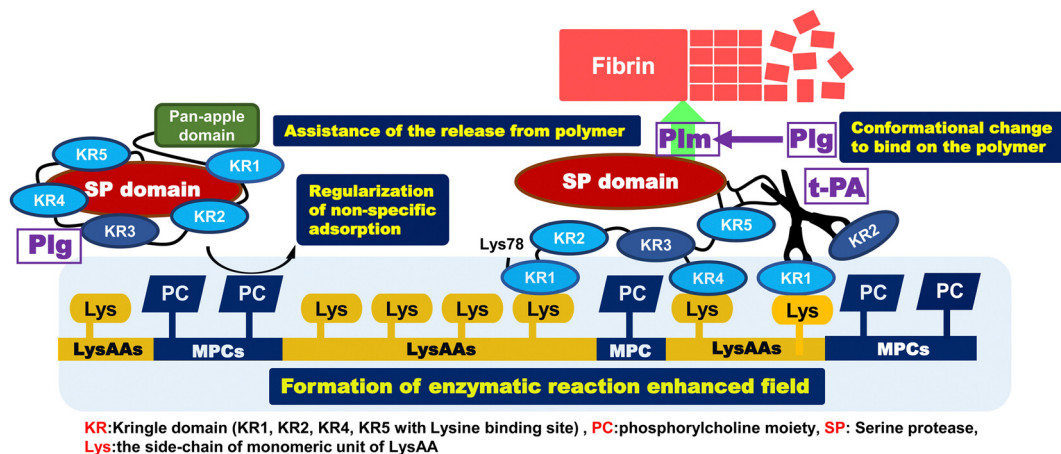 Fibrin
Pan-apple
domain
Assistance of the release from polymer
Plm
Plg
Conformational change
to bind on the polymer
KR5
KR1
SP domain
KR4
KR2
KR3
Plg
Regularization
of non-specific
adsorption
SP domain
t-PA
KR5
KR2
Lys78
KR2
KR3
KR1
KR4
KR1
Lys
PC
PC
Lys
Lys
Lys
Lys
PC
Lys
Lys
PC
PC
LysAAs
MPCs
LysAAs
MPC
LysAAs
MPCs
Formation of enzymatic reaction enhanced field
KR:Kringle domain (KR1, KR2, KR4, KR5 with Lysine binding site) , PC:phosphorylcholine moiety, SP: Serine protease,
Lys:the side-chain of monomeric unit of LysAA